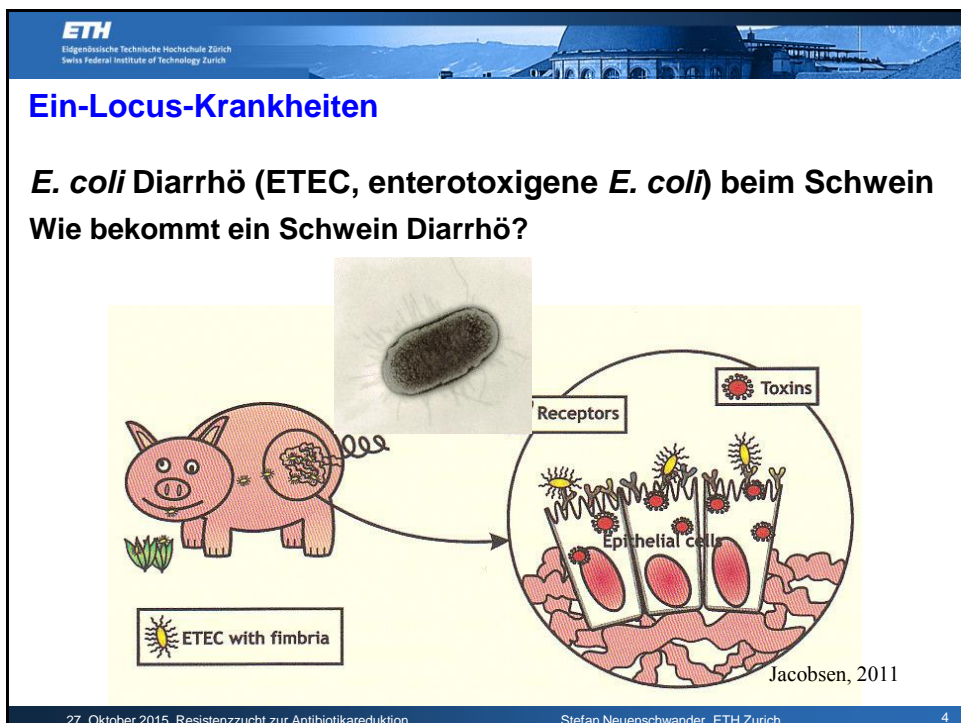 ETH
Eidgenössische Technische Hochschule Zürich
Swiss Federal Institute of Technology Zurich
Ein-Locus-Krankheiten
E. coli Diarrhö (ETEC, enterotoxigene E. coli) beim Schwein
Wie bekommt ein Schwein Diarrhö?
Toxins
Receptors
Epithelial cells
ETEC with fimbria
Jacobsen, 2011
27. Oktober 2015, Resistenzzucht zur Antibiotikareduktion
Stefan Neuenschwander, ETH Zurich
4